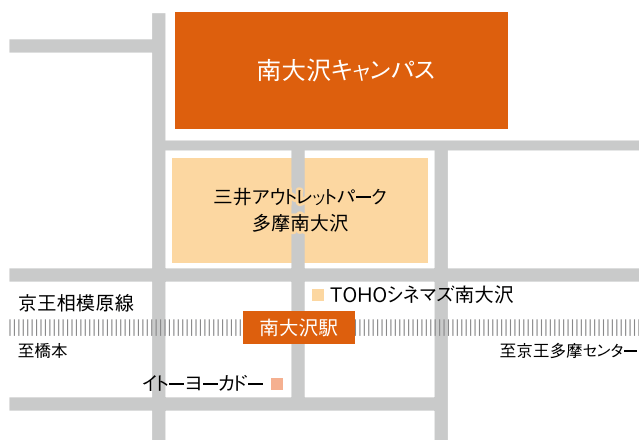 南大沢キャンパス
三井アウトレットパーク
多摩南大沢
TOHOシネマズ南大沢
京王相模原線
南大沢駅
至橋本
至京王多摩センター
イトーヨーカドー